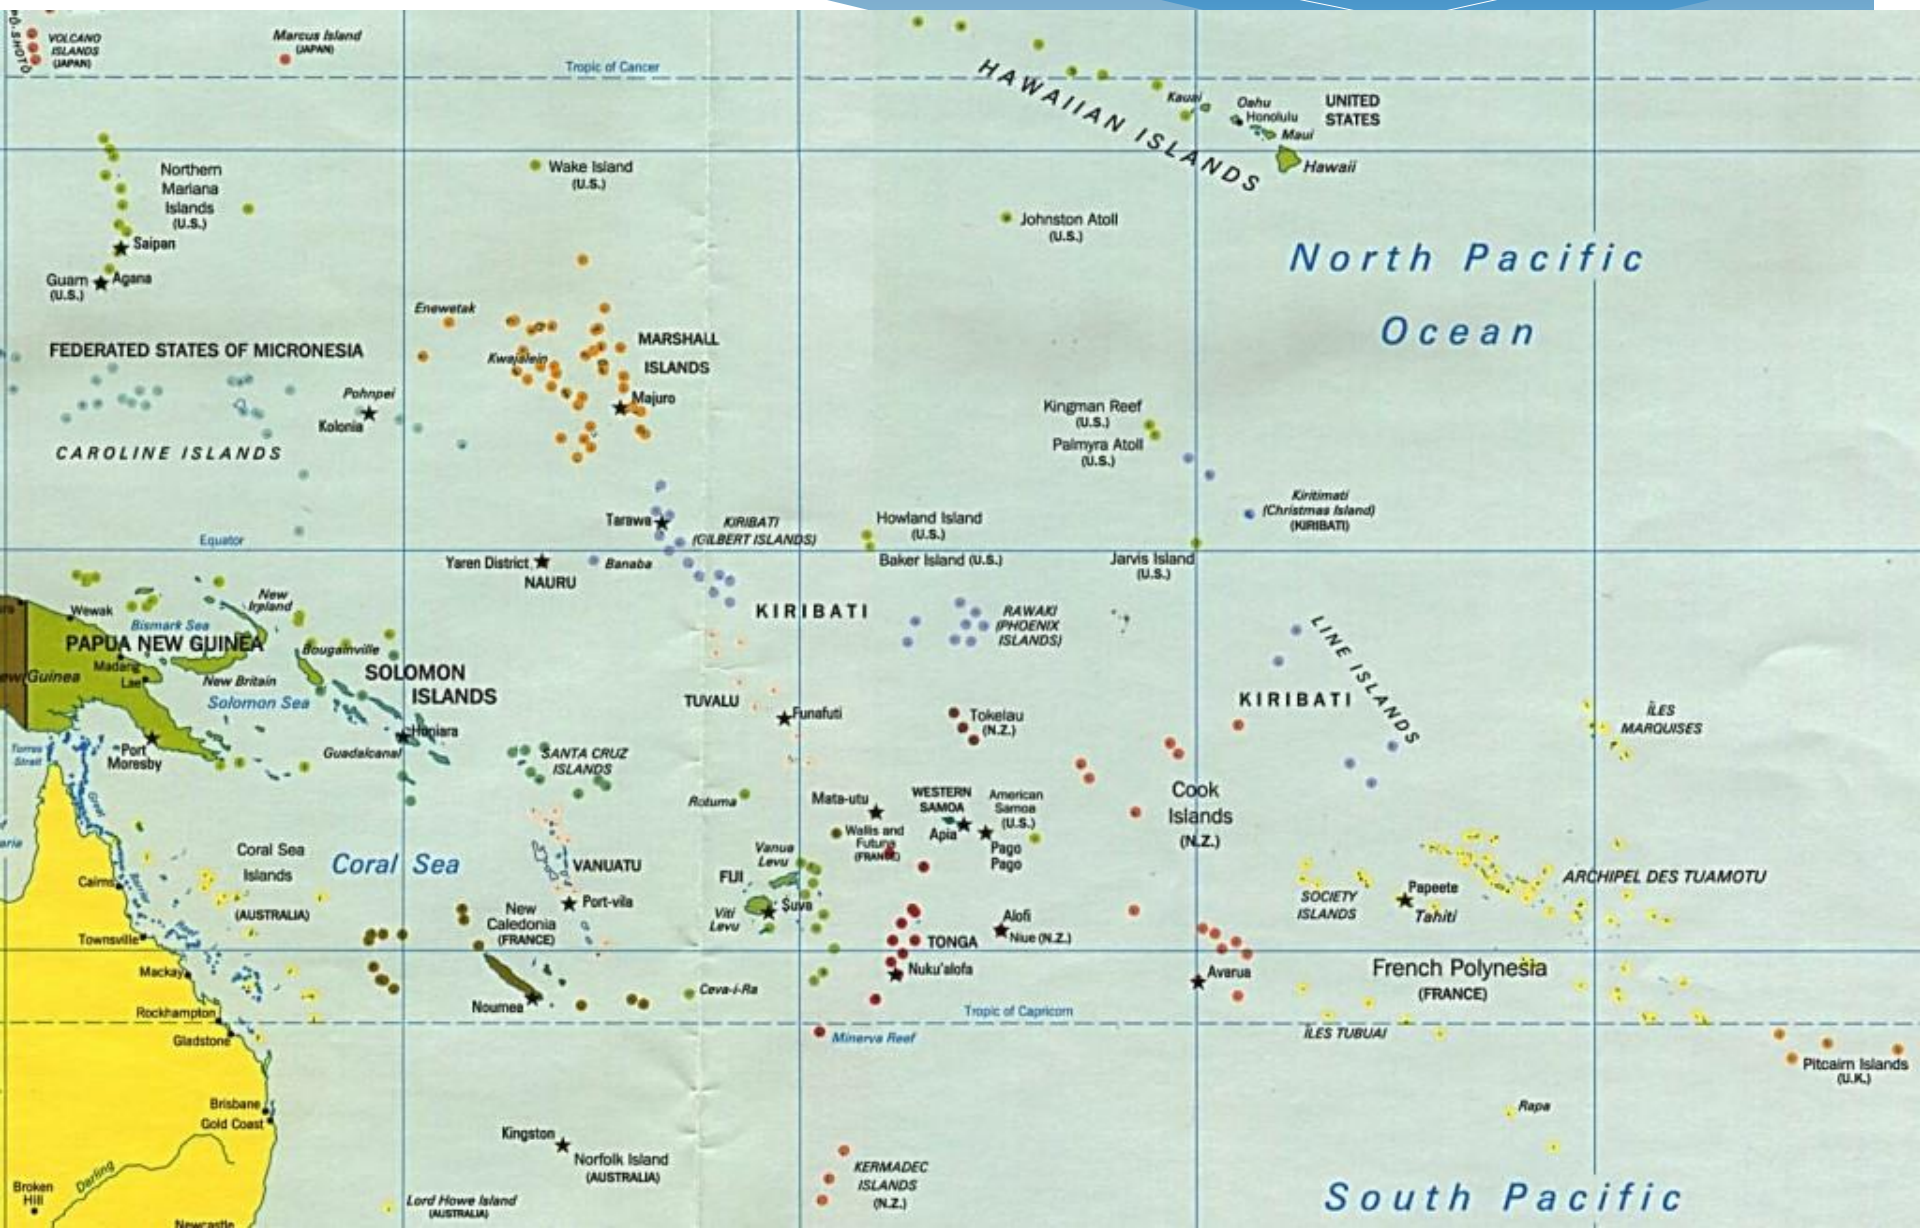 VOLCANO
ISLANDS
(JAPAN)
Marcus Island
(JAPAN)
Tropic of Cancer
HAWAIIAN ISLANDS
Kauai
Oahu
Honolulu
Maui
Hawaii
UNITED
STATES
Northern
Mariana
Islands
(U.S.)
Saipan
Guam
(U.S.)
Agana
Wake Island
(U.S.)
Johnston Atoll
(U.S.)
North Pacific
Ocean
Enewetak
Kwajalein
MARSHALL
ISLANDS
Majuro
FEDERATED STATES OF MICRONESIA
Pohnpei
Kolonia
CAROLINE ISLANDS
Kingman Reef
(U.S.)
Palmyra Atoll
(U.S.)
Kiritimati
(Christmas Island)
(KIRIBATI)
Tarawa
KIRIBATI
(GILBERT ISLANDS)
Howland Island
(U.S.)
Baker Island (U.S.)
Jarvis Island
(U.S.)
Equator
Yaren District
NAURU
Banaba
KIRIBATI
RAWAKI
(PHOENIX
ISLANDS)
LINE ISLANDS
KIRIBATI
Wewak
New
Ireland
Bismark Sea
PAPUA NEW GUINEA
Madang
Lae
New Guinea
New Britain
Bougainville
Solomon Sea
SOLOMON
ISLANDS
Honiara
Guadalcanal
Port
Moresby
Torres
Strait
SANTA CRUZ
ISLANDS
TUVALU
Funafuti
Tokelau
(N.Z.)
ÎLES
MARQUISES
Rotuma
Mata-utu
Wallis and
Futuna
(FRANCE)
WESTERN
SAMOA
Apia
American
Samoa
(U.S.)
Pago
Pago
Cook
Islands
(N.Z.)
Great
Barrier
Reef
Coral Sea
Islands
(AUSTRALIA)
Coral Sea
VANUATU
Port-vila
Vanua
Levu
FIJI
Viti
Levu
Suva
SOCIETY
ISLANDS
Papeete
Tahiti
ARCHIPEL DES TUAMOTU
Cairns
Townsville
Mackay
Rockhampton
Gladstone
New
Caledonia
(FRANCE)
Noumea
Ceva-i-Ra
TONGA
Nuku'alofa
Alofi
Niue (N.Z.)
Avarua
French Polynesia
(FRANCE)
Tropic of Capricorn
Minerva Reef
ÎLES TUBUAI
Pitcairn Islands
(U.K.)
Rapa
Brisbane
Gold Coast
Kingston
Norfolk Island
(AUSTRALIA)
KERMADEC
ISLANDS
(N.Z.)
Darling
Broken
Hill
Newcastle
Lord Howe Island
(AUSTRALIA)
South Pacific